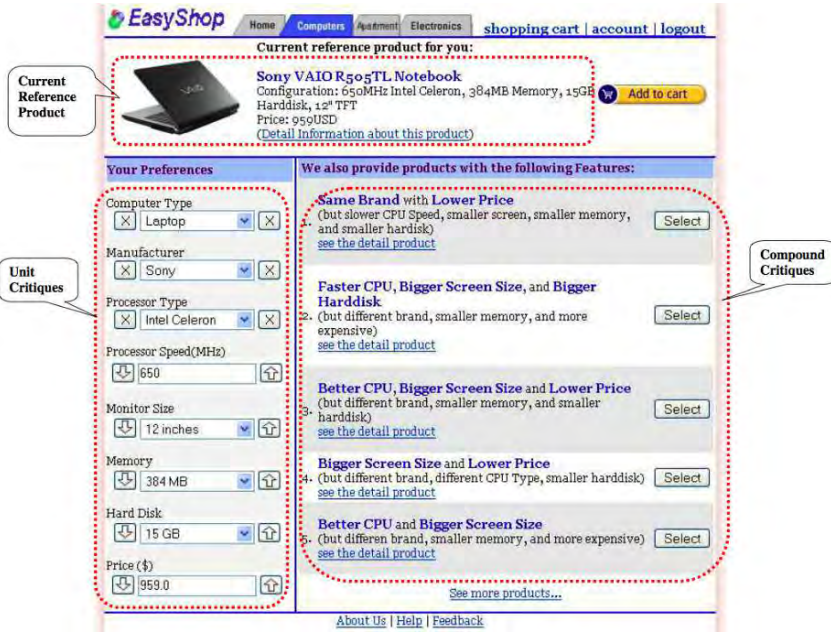 EasyShop
Home
Computers
Apartment
Electronics
shopping cart | account | logout
Current reference product for you:
Current
Reference
Product
VAIO
Sony VAIO R505TL Notebook
Configuration: 650MHz Intel Celeron, 384MB Memory, 15GB
Harddisk, 12" TFT
Price: 959USD
(Detail Information about this product)
Add to cart
Your Preferences
Computer Type
X Laptop X
Manufacturer
X Sony X
Processor Type
X Intel Celeron X
Processor Speed(MHz)
650
Monitor Size
12 inches
Memory
384 MB
Hard Disk
15 GB
Price ($)
959.0
Unit
Critiques
We also provide products with the following Features:
Same Brand with Lower Price
1. (but slower CPU Speed, smaller screen, smaller memory,
and smaller hardisk)
see the detail product
Select
Faster CPU, Bigger Screen Size, and Bigger
Harddisk
2. (but different brand, smaller memory, and more
expensive)
see the detail product
Select
Better CPU, Bigger Screen Size and Lower Price
3. (but different brand, smaller memory, and smaller
harddisk)
see the detail product
Select
Bigger Screen Size and Lower Price
4. (but different brand, different CPU Type, smaller harddisk)
see the detail product
Select
Better CPU and Bigger Screen Size
5. (but differen brand, smaller memory, and more expensive)
see the detail product
Select
Compound
Critiques
See more products...
About Us | Help | Feedback